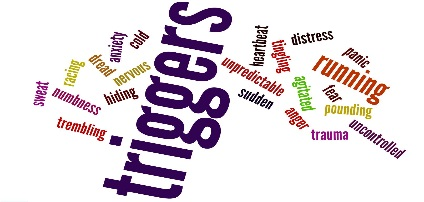 anxiety
cold
racing
dread
nervous
sweat
numbness
hiding
trembling
triggers
heartbeat
tingling
distress
unpredictable
sudden
panic
running
agitated
fear
pounding
anger
trauma
uncontrolled